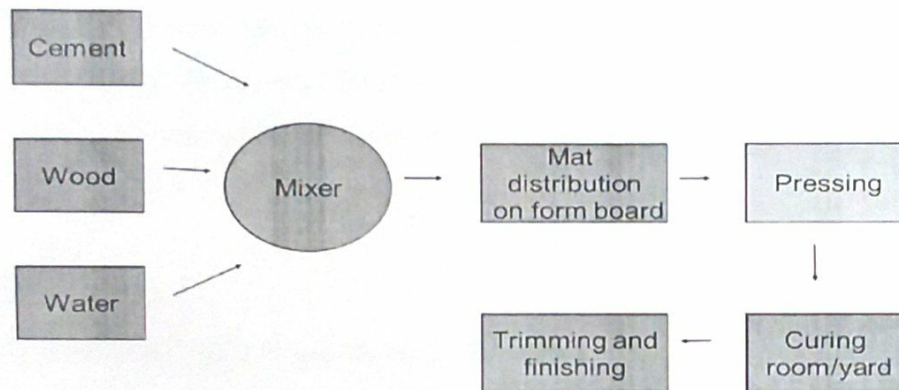 Cement
Wood
Water
Mixer
Mat
distribution
on form board
Pressing
Curing
room/yard
Trimming and
finishing